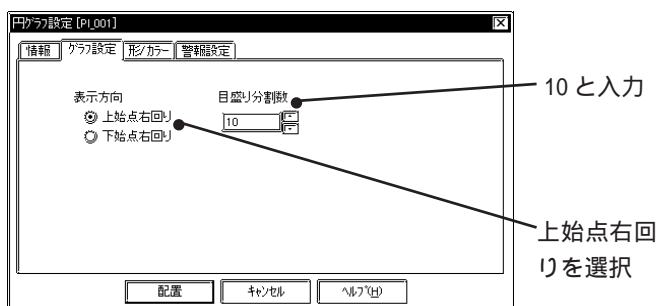 円グラフ設定 [PI_001]
情報 グラフ設定 形/カラー 警報設定
表示方向 目盛り分割数
上始点右回り 10
下始点右回り
10 と入力
上始点右回
りを選択
配置 キャンセル ヘルプ(H)